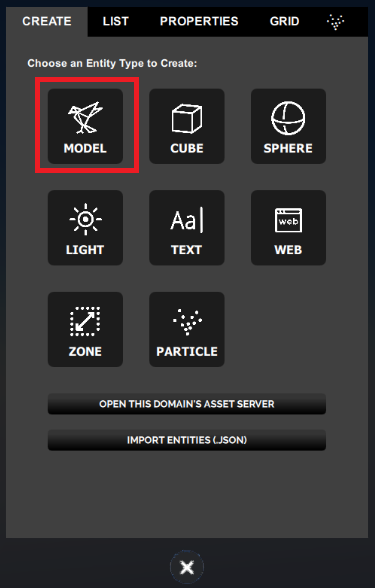 CREATE LIST PROPERTIES GRID
Choose an Entity Type to Create:
MODEL CUBE SPHERE
Aa
web
LIGHT TEXT WEB
ZONE PARTICLE
OPEN THIS DOMAIN'S ASSET SERVER
IMPORT ENTITIES (.JSON)